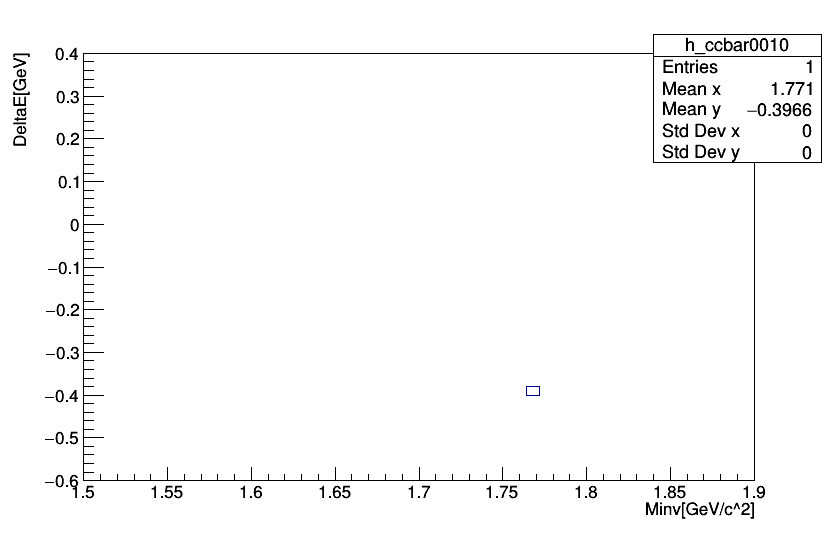 h_ccbar0010
Entries 1
Mean x 1.771
Mean y −0.3966
Std Dev x 0
Std Dev y 0
DeltaE[GeV]
0.4
0.3
0.2
0.1
0
−0.1
−0.2
−0.3
−0.4
−0.5
−0.6
1.5 1.55 1.6 1.65 1.7 1.75 1.8 1.85 1.9
Minv[GeV/c^2]